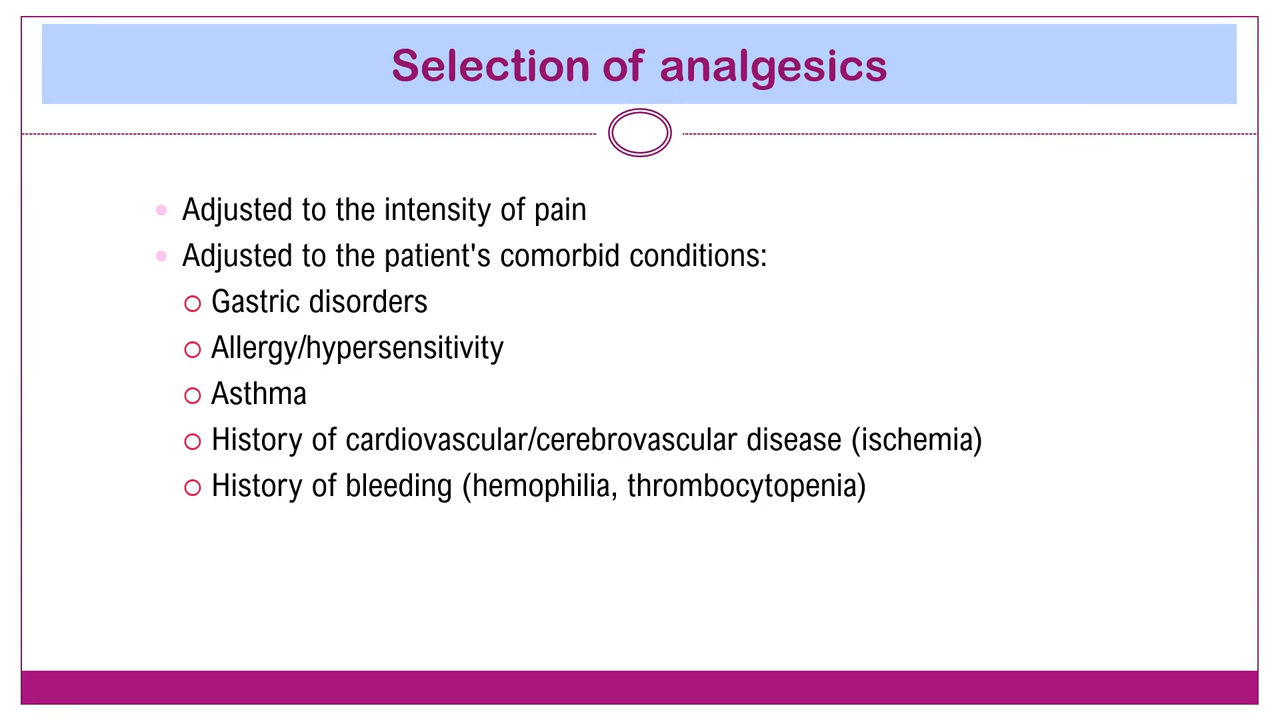 Selection of analgesics
Adjusted to the intensity of pain
Adjusted to the patient's comorbid conditions:
Gastric disorders
Allergy/hypersensitivity
Asthma
History of cardiovascular/cerebrovascular disease (ischemia)
History of bleeding (hemophilia, thrombocytopenia)